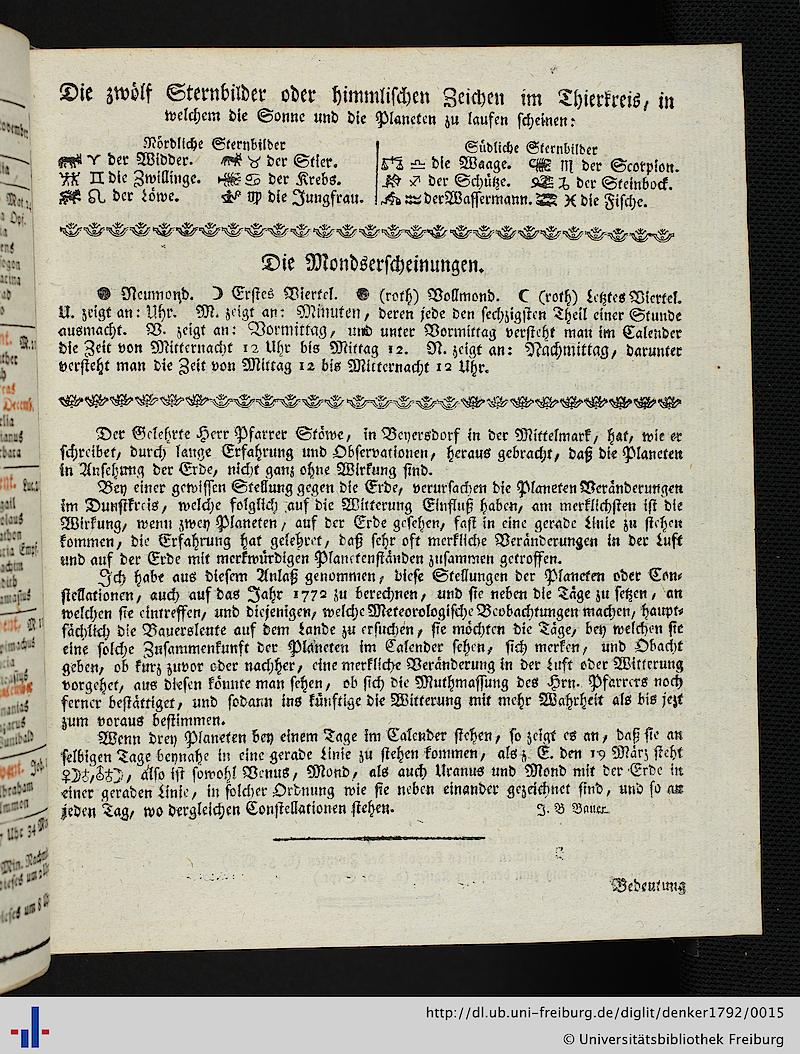 Die zwölf Sternbilder oder himmlischen Zeichen im Thierkreis, in
welchem die Sonne und die Planeten zu laufen scheinen:
Nördliche Sternbilder
♈ der Widder. ♉ der Stier.
♊ die Zwillinge. ♋ der Krebs.
♌ der Löwe. ♍ die Jungfrau.
Südliche Sternbilder
♎ die Waage. ♏ der Scorpion.
♐ der Schütze. ♑ der Steinbock.
♒ der Wassermann. ♓ die Fische.
Die Mondserscheinungen.
Neumond. ☽ Erstes Viertel. (roth) Vollmond. ☾ (roth) Letztes Viertel.
U. zeigt an: Uhr. M. zeigt an: Minuten, deren jede den sechzigsten Theil einer Stunde
ausmacht. V. zeigt an: Vormittag, und unter Vormittag versteht man im Calender
die Zeit von Mitternacht 12 Uhr bis Mittag 12. N. zeigt an: Nachmittag, darunter
versteht man die Zeit von Mittag 12 bis Mitternacht 12 Uhr.
Der Gelehrte Herr Pfarrer Stöwe, in Beyersdorf in der Mittelmark, hat, wie er
schreibet, durch lange Erfahrung und Observationen, heraus gebracht, daß die Planeten
in Ansehung der Erde, nicht ganz ohne Wirkung sind.
Bey einer gewissen Stellung gegen die Erde, verursachen die Planeten Veränderungen
im Dunstkreis, welche folglich auf die Witterung Einfluß haben, am merklichsten ist die
Wirkung, wenn zwey Planeten, auf der Erde gesehen, fast in eine gerade Linie zu stehen
kommen, die Erfahrung hat gelehret, daß sehr oft merkliche Veränderungen in der Luft
und auf der Erde mit merkwürdigen Planetenständen zusammen getroffen.
Ich habe aus diesem Anlaß genommen, diese Stellungen der Planeten oder Con-
stellationen, auch auf das Jahr 1772 zu berechnen, und sie neben die Täge zu setzen, an
welchen sie eintreffen, und diejenigen, welche Meteorologische Beobachtungen machen, haupt-
sächlich die Bauersleute auf dem Lande zu ersuchen, sie möchten die Täge, bey welchen sie
eine solche Zusammenkunft der Planeten im Calender sehen, sich merken, und Obacht
geben, ob kurz zuvor oder nachher, eine merkliche Veränderung in der Luft oder Witterung
vorgehet, aus diesen könnte man sehen, ob sich die Muthmassung des Hrn. Pfarrers noch
ferner bestättiget, und sodann ins künftige die Witterung mit mehr Wahrheit als bis jezt
zum voraus bestimmen.
Wenn drey Planeten bey einem Tage im Calender stehen, so zeigt es an, daß sie an
selbigen Tage beynahe in eine gerade Linie zu stehen kommen, als z. E. den 19 März steht
also ist sowohl Venus, Mond, als auch Uranus und Mond mit der Erde in
einer geraden Linie, in solcher Ordnung wie sie neben einander gezeichnet sind, und so an
jeden Tag, wo dergleichen Constellationen stehen. J. B Bauer
Bedeutung
http://dl.ub.uni-freiburg.de/diglit/denker1792/0015
© Universitätsbibliothek Freiburg